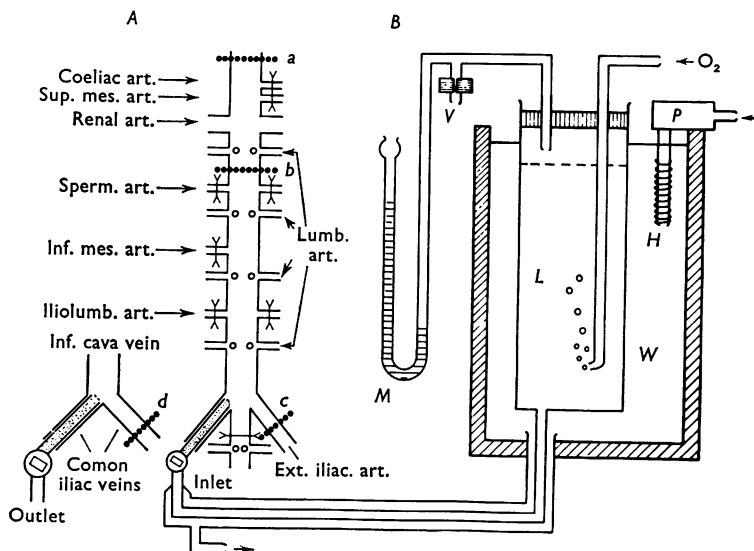 A
B
a
Coeliac art.
Sup. mes. art.
Renal art.
b
Sperm. art.
Lumb.
art.
Inf. mes. art.
Iliolumb. art.
Inf. cava vein
d
c
Comon
iliac veins
Inlet
Ext. iliac. art.
Outlet
O2
V
P
H
L
W
M